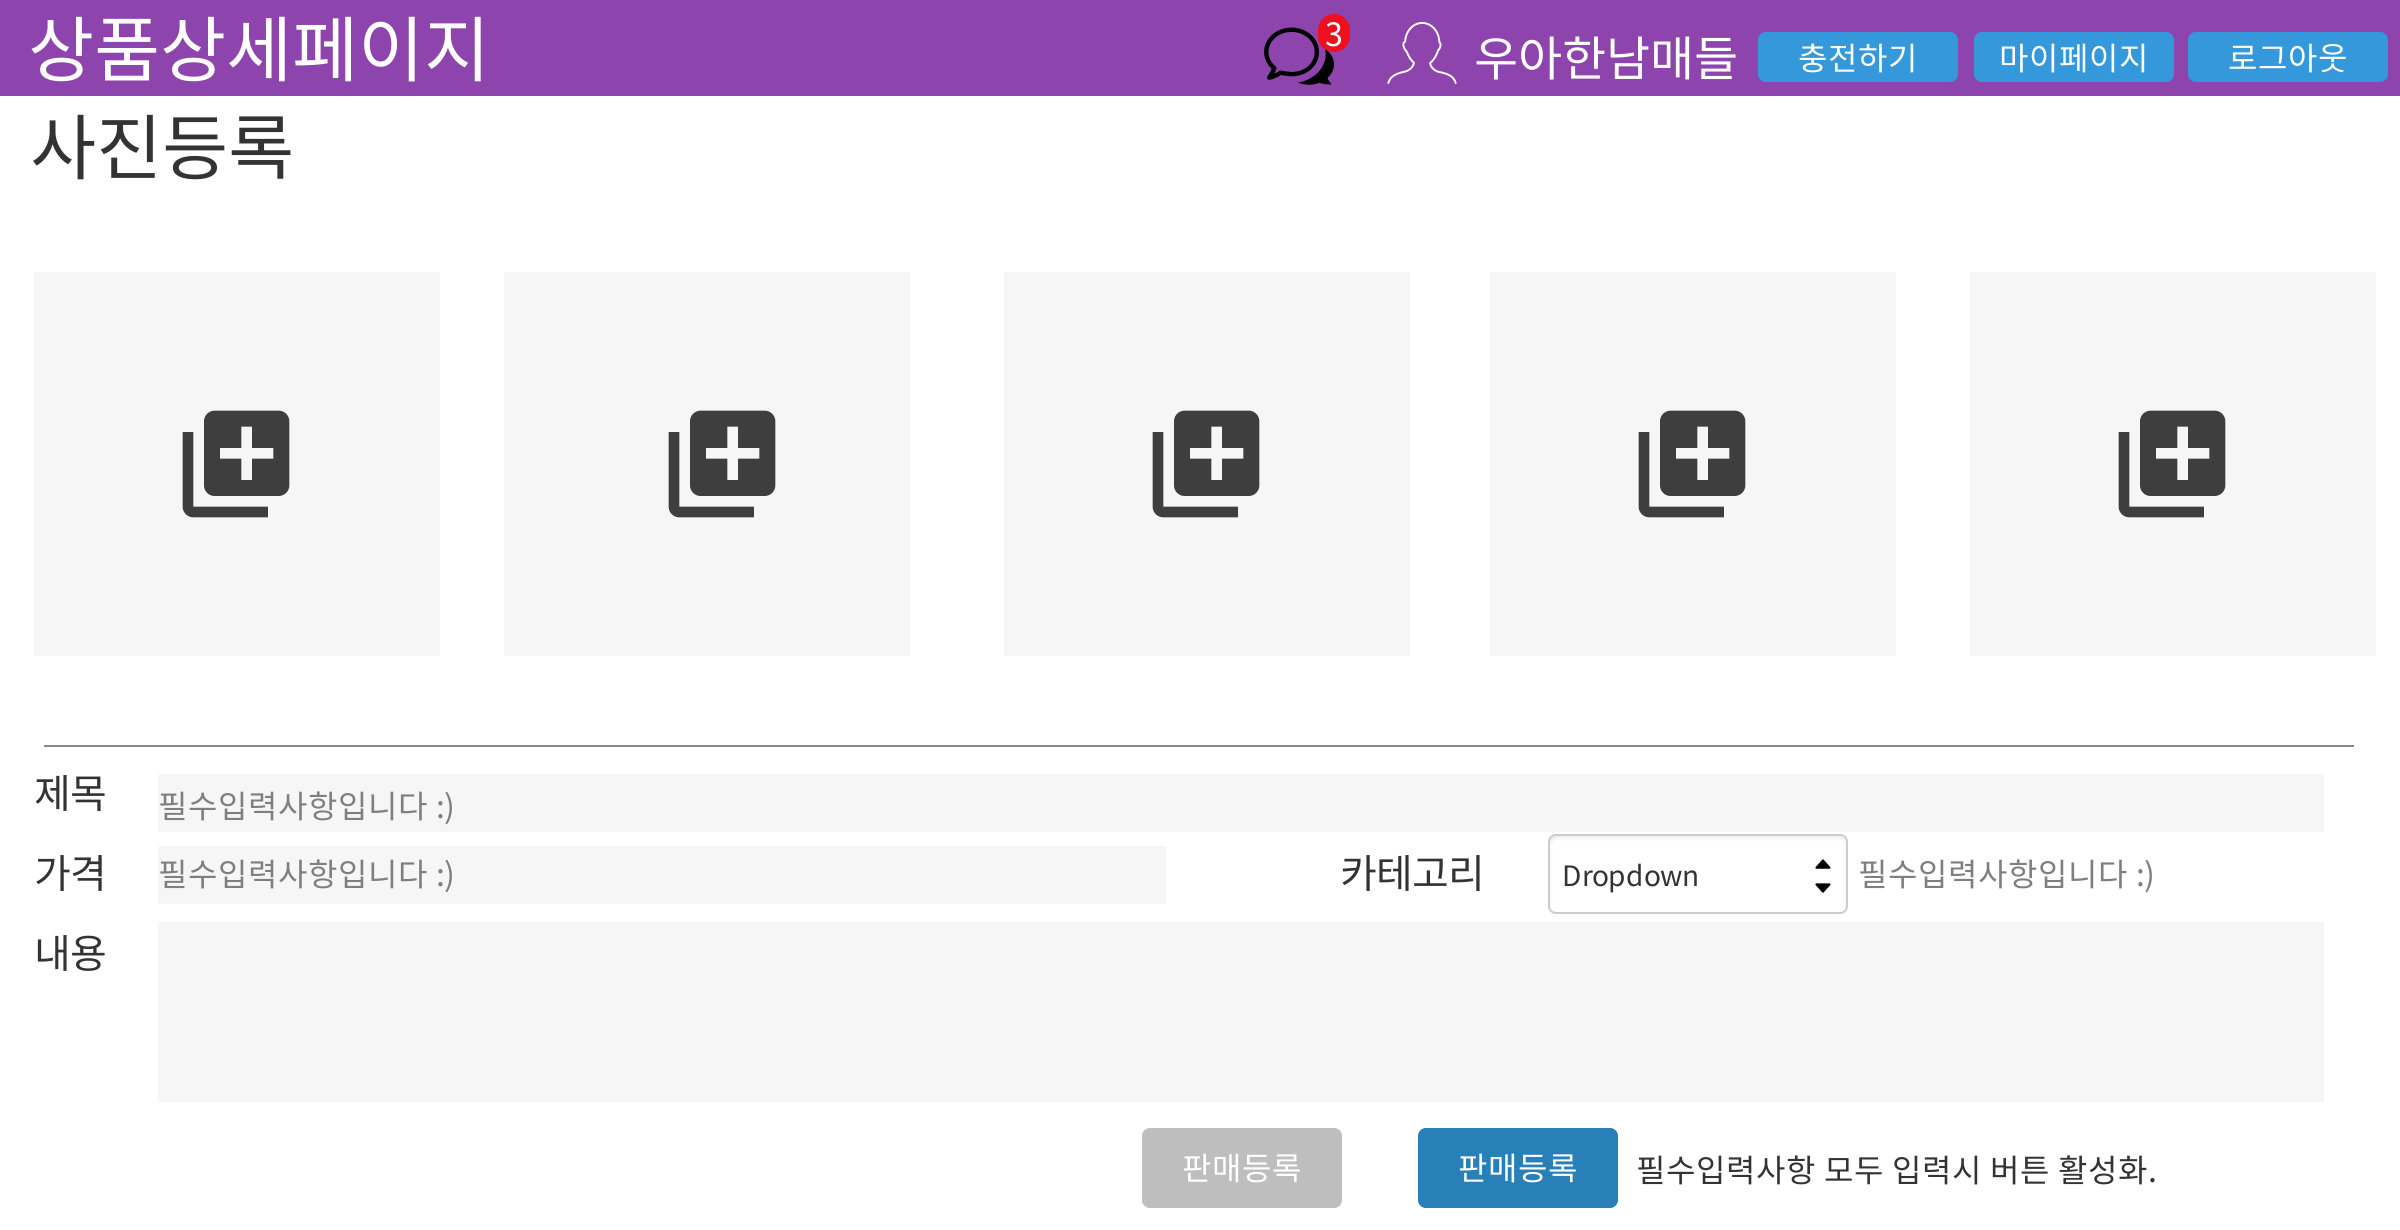 상품상세페이지
3
우아한남매들
충전하기
마이페이지
로그아웃
사진등록
제목
필수입력사항입니다 :)
가격
필수입력사항입니다 :)
카테고리
Dropdown
필수입력사항입니다 :)
내용
판매등록
판매등록
필수입력사항 모두 입력시 버튼 활성화.